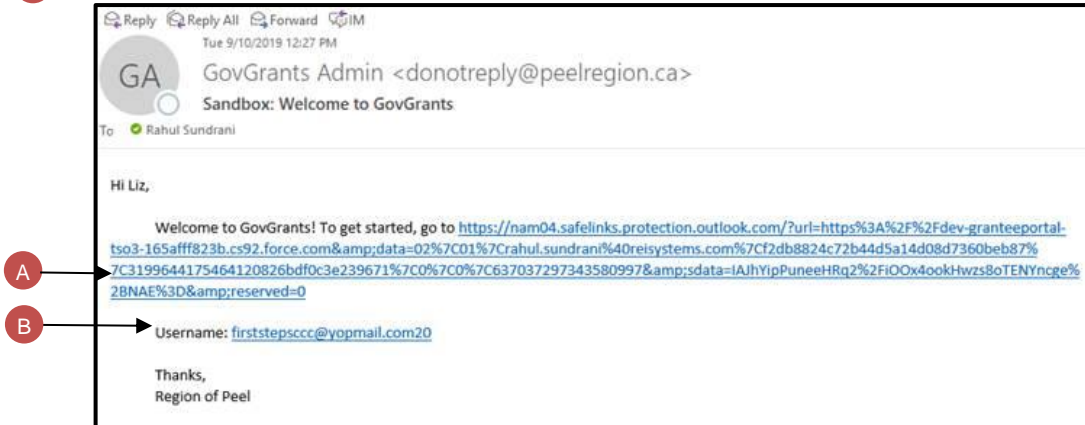 Reply Reply All Forward IM
Tue 9/10/2019 12:27 PM
GA
GovGrants Admin <donotreply@peelregion.ca>
Sandbox: Welcome to GovGrants
To Rahul Sundrani
Hi Liz,
Welcome to GovGrants! To get started, go to https://nam04.safelinks.protection.outlook.com/?url=https%3A%2F%2Fdev-granteeportal-
tso3-165afff823b.cs92.force.com&amp;data=02%7C01%7Crahul.sundrani%40reisystems.com%7Cf2db8824c72b44d5a14d08d7360beb87%
A
7C3199644175464120826bdf0c3e239671%7C0%7C0%7C637037297343580997&amp;sdata=IAJhYipPuneeHRq2%2FiOOx4ookHwzs8oTENYncge%
2BNAE%3D&amp;reserved=0
B
Username: firststepsccc@yopmail.com20
Thanks,
Region of Peel